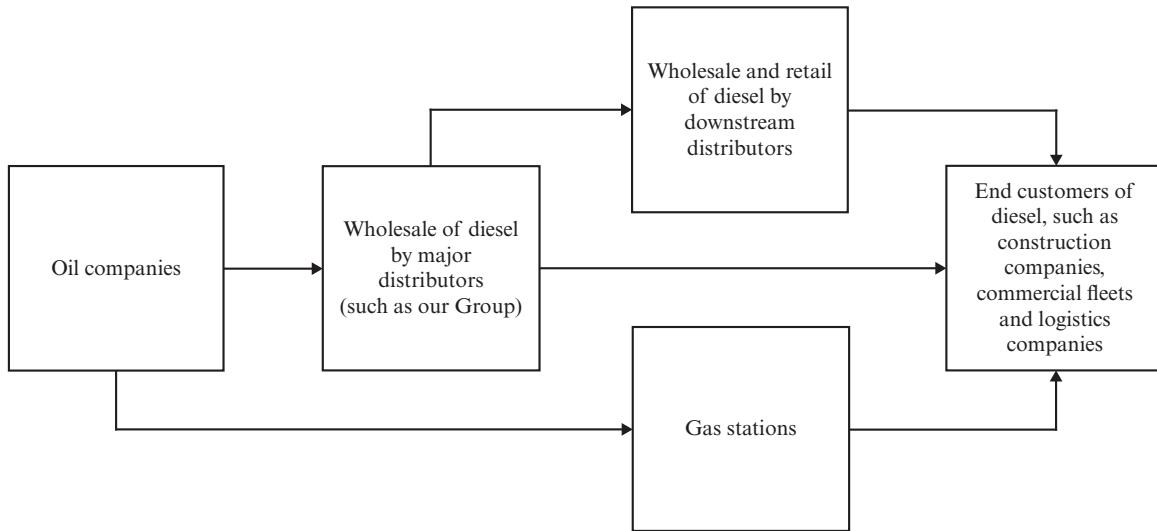 Oil companies
Wholesale of diesel
by major
distributors
(such as our Group)
Wholesale and retail
of diesel by
downstream
distributors
Gas stations
End customers of
diesel, such as
construction
companies,
commercial fleets
and logistics
companies